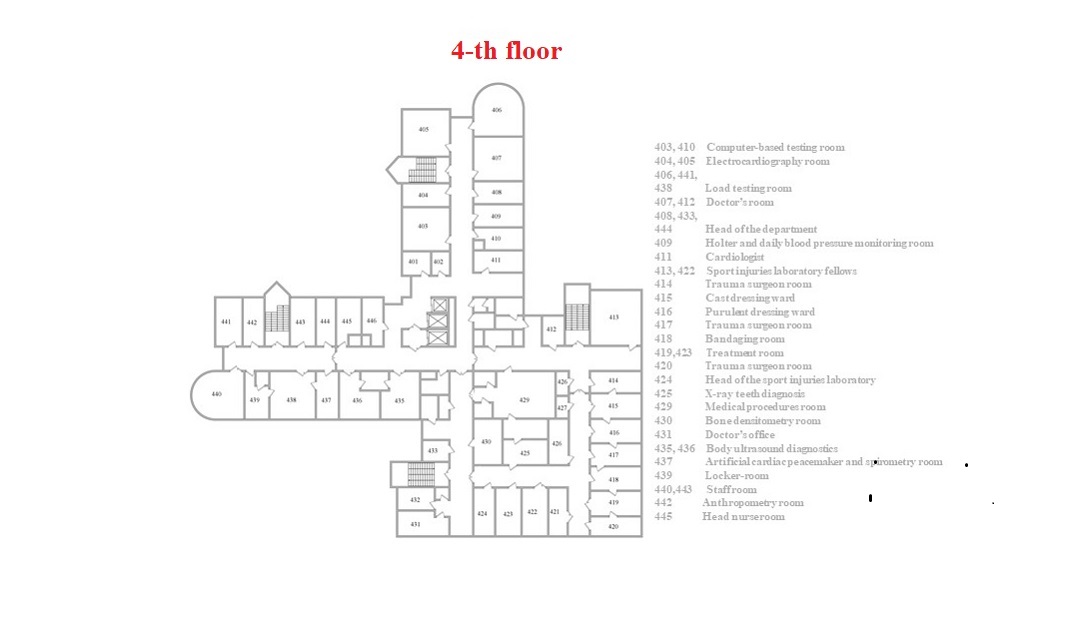 4-th floor
406
405
407
404
408
409
403
410
401 402
411
441 442 443 444 445 446
412
413
440 439 438 437 436 435
429
426
427
414
415
416
417
418
419
420
430
425
426
433
432
431
424 423 422 421
403, 410 Computer-based testing room
404, 405 Electrocardiography room
406, 441,
438 Load testing room
407, 412 Doctor's room
408, 433,
444 Head of the department
409 Holter and daily blood pressure monitoring room
411 Cardiologist
413, 422 Sport injuries laboratory fellows
414 Trauma surgeon room
415 Cast dressing ward
416 Purulent dressing ward
417 Trauma surgeon room
418 Bandaging room
419,423 Treatment room
420 Trauma surgeon room
424 Head of the sport injuries laboratory
425 X-ray teeth diagnosis
429 Medical procedures room
430 Bone densitometry room
431 Doctor's office
435, 436 Body ultrasound diagnostics
437 Artificial cardiac peacemaker and spirometry room
439 Locker-room
440,443 Staff room
442 Anthropometry room
445 Head nurse room